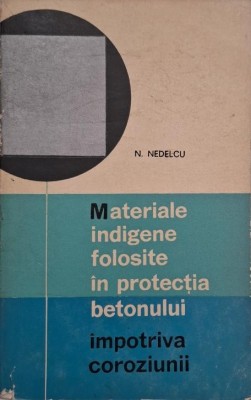 N. NEDELCU
Materiale
indigene
folosite
în protecția
betonului
împotriva
coroziunii